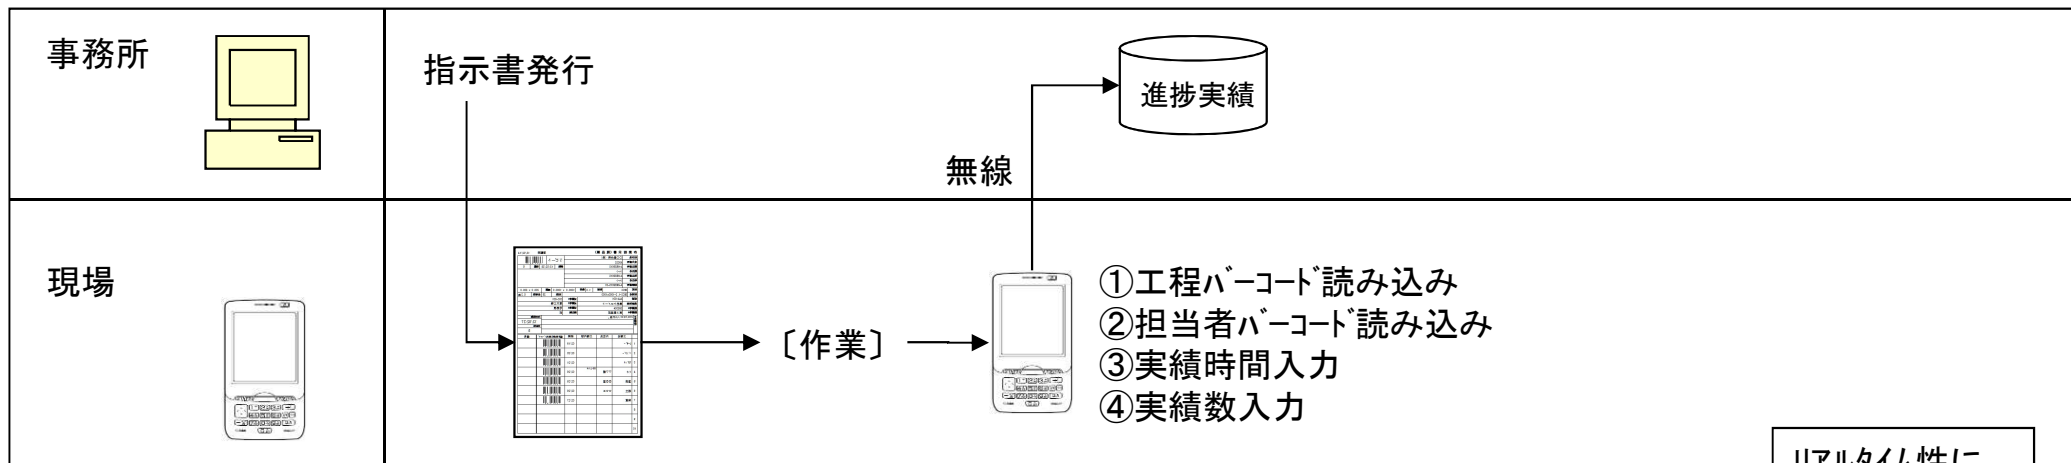 事務所
指示書発行
進捗実績
無線
現場
〔作業〕
①工程ﾊﾞｰｺｰﾄﾞ読み込み
②担当者ﾊﾞｰｺｰﾄﾞ読み込み
③実績時間入力
④実績数入力
ﾘｱﾙﾀｲﾑ性に